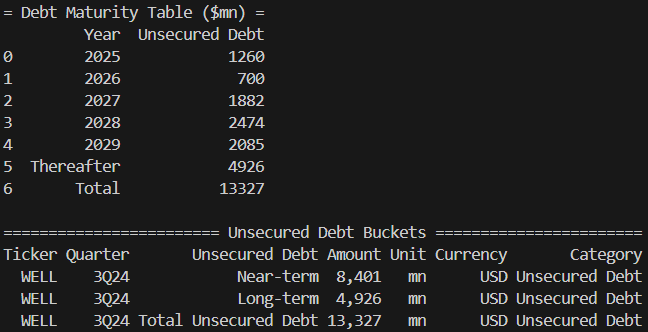 = Debt Maturity Table ($mn) =
Year Unsecured Debt
0 2025 1260
1 2026 700
2 2027 1882
3 2028 2474
4 2029 2085
5 Thereafter 4926
6 Total 13327
======================== Unsecured Debt Buckets =======================
Ticker Quarter Unsecured Debt Amount Unit Currency Category
WELL 3Q24 Near-term 8,401 mn USD Unsecured Debt
WELL 3Q24 Long-term 4,926 mn USD Unsecured Debt
WELL 3Q24 Total Unsecured Debt 13,327 mn USD Unsecured Debt